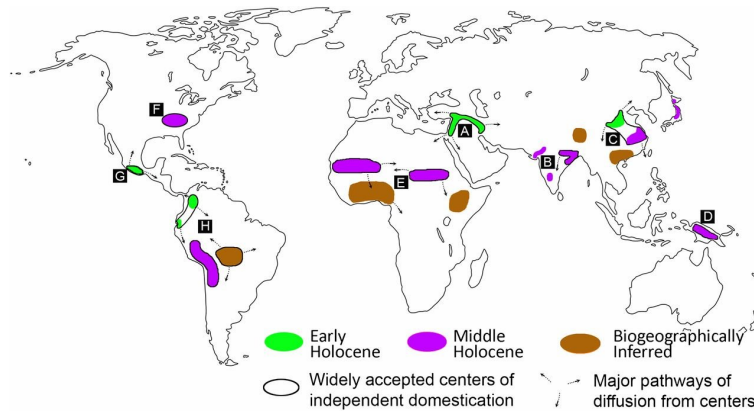 F
A
C
B
G
E
D
H
Early
Holocene
Middle
Holocene
Biogeographically
Inferred
Widely accepted centers of
independent domestication
Major pathways of
diffusion from centers